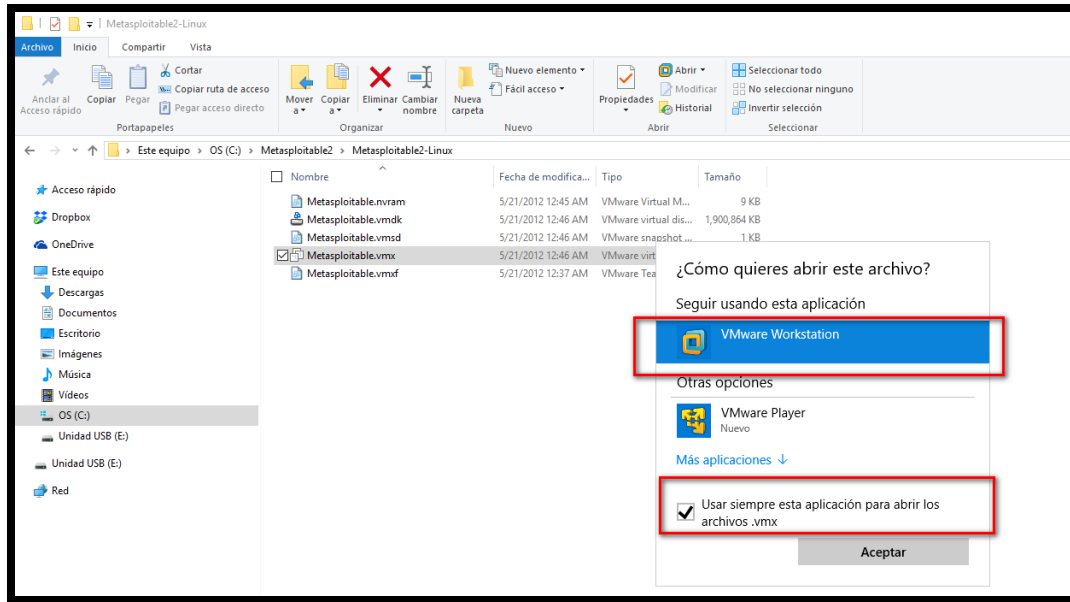 Metasploitable2-Linux
Archivo Inicio Compartir Vista
Anclar al Acceso rápido
Copiar
Pegar
Cortar
Copiar ruta de acceso
Pegar acceso directo
Portapapeles
Mover a
Copiar a
Eliminar
Cambiar nombre
Organizar
Nueva carpeta
Nuevo elemento
Fácil acceso
Nuevo
Propiedades
Abrir
Modificar
Historial
Abrir
Seleccionar todo
No seleccionar ninguno
Invertir selección
Seleccionar
Este equipo > OS (C:) > Metasploitable2 > Metasploitable2-Linux
Acceso rápido
Dropbox
OneDrive
Este equipo
Descargas
Documentos
Escritorio
Imágenes
Música
Vídeos
OS (C:)
Unidad USB (E:)
Unidad USB (E:)
Red
Nombre Fecha de modifica... Tipo Tamaño
Metasploitable.nvram 5/21/2012 12:45 AM VMware Virtual M... 9 KB
Metasploitable.vmdk 5/21/2012 12:46 AM VMware virtual dis... 1,900,864 KB
Metasploitable.vmsd 5/21/2012 12:46 AM VMware snapshot ... 1 KB
Metasploitable.vmx 5/21/2012 12:46 AM VMware virt
Metasploitable.vmxf 5/21/2012 12:37 AM VMware Tea
¿Cómo quieres abrir este archivo?
Seguir usando esta aplicación
VMware Workstation
Otras opciones
VMware Player
Nuevo
Más aplicaciones
Usar siempre esta aplicación para abrir los
archivos .vmx
Aceptar